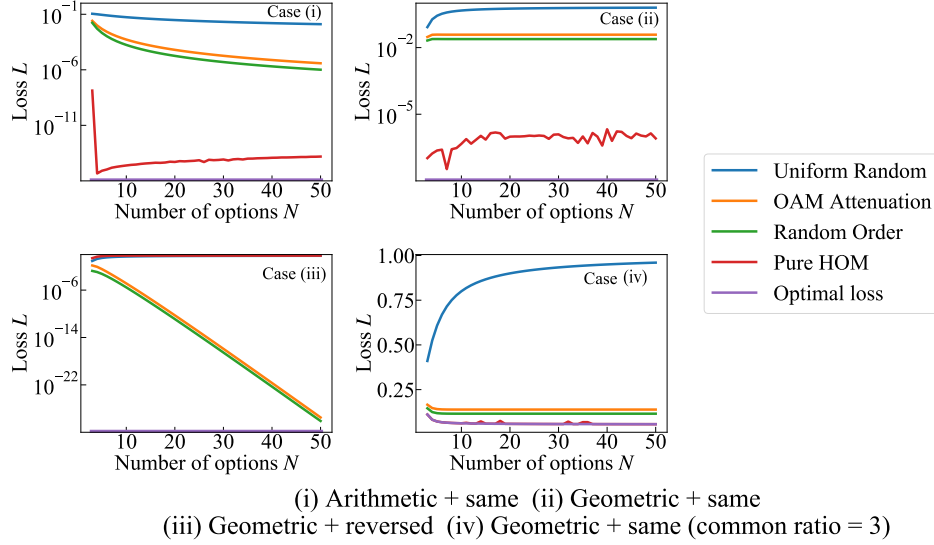 Case (i)
Loss L
10⁻¹
10⁻⁶
10⁻¹¹
10 20 30 40 50
Number of options N
Case (ii)
Loss L
10⁻²
10⁻⁵
10 20 30 40 50
Number of options N
Uniform Random
OAM Attenuation
Random Order
Pure HOM
Optimal loss
Case (iii)
Loss L
10⁻⁶
10⁻¹⁴
10⁻²²
10 20 30 40 50
Number of options N
Case (iv)
Loss L
1.00
0.75
0.50
0.25
10 20 30 40 50
Number of options N
(i) Arithmetic + same (ii) Geometric + same
(iii) Geometric + reversed (iv) Geometric + same (common ratio = 3)